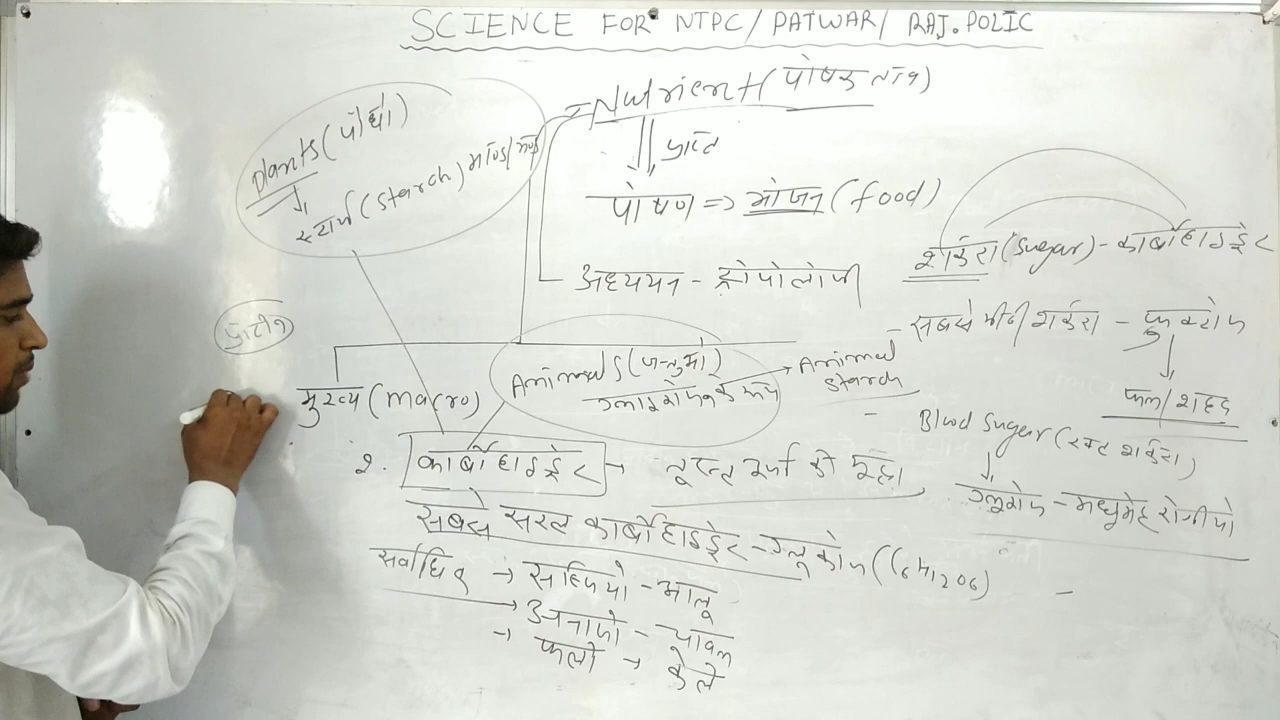 SCIENCE FOR NTPC/PATWAR/RAJ.POLIC
Plants (पौधो)
स्टार्च (Starch) मॉण्ड/मण्ड
=Nutrient (पोषक तत्व)
प्राप्त
पोषण => भोजन (food)
अध्ययन - ट्रोपोलोजी
शर्करा (Sugar) - कार्बोहाइड्रेट
- सबसे मीठी शर्करा - फ्रुक्टोज
फल/शहद
प्रोटीन
मुख्य (Macro)
Animals (जन्तुओ)
ग्लाइकोजन के रूप
Animal
Starch
Blood Sugar (रक्त शर्करा)
ग्लूकोज - मधुमेह रोगीयो
२. कार्बोहाइड्रेट → तुरन्त ऊर्जा की
सबसे सरल कार्बोहाइड्रेट - ग्लूकोज (C6H12O6)
सर्वाधिक → सब्जियो - आलू
→ अनाजो - चावल
→ फलो → केले